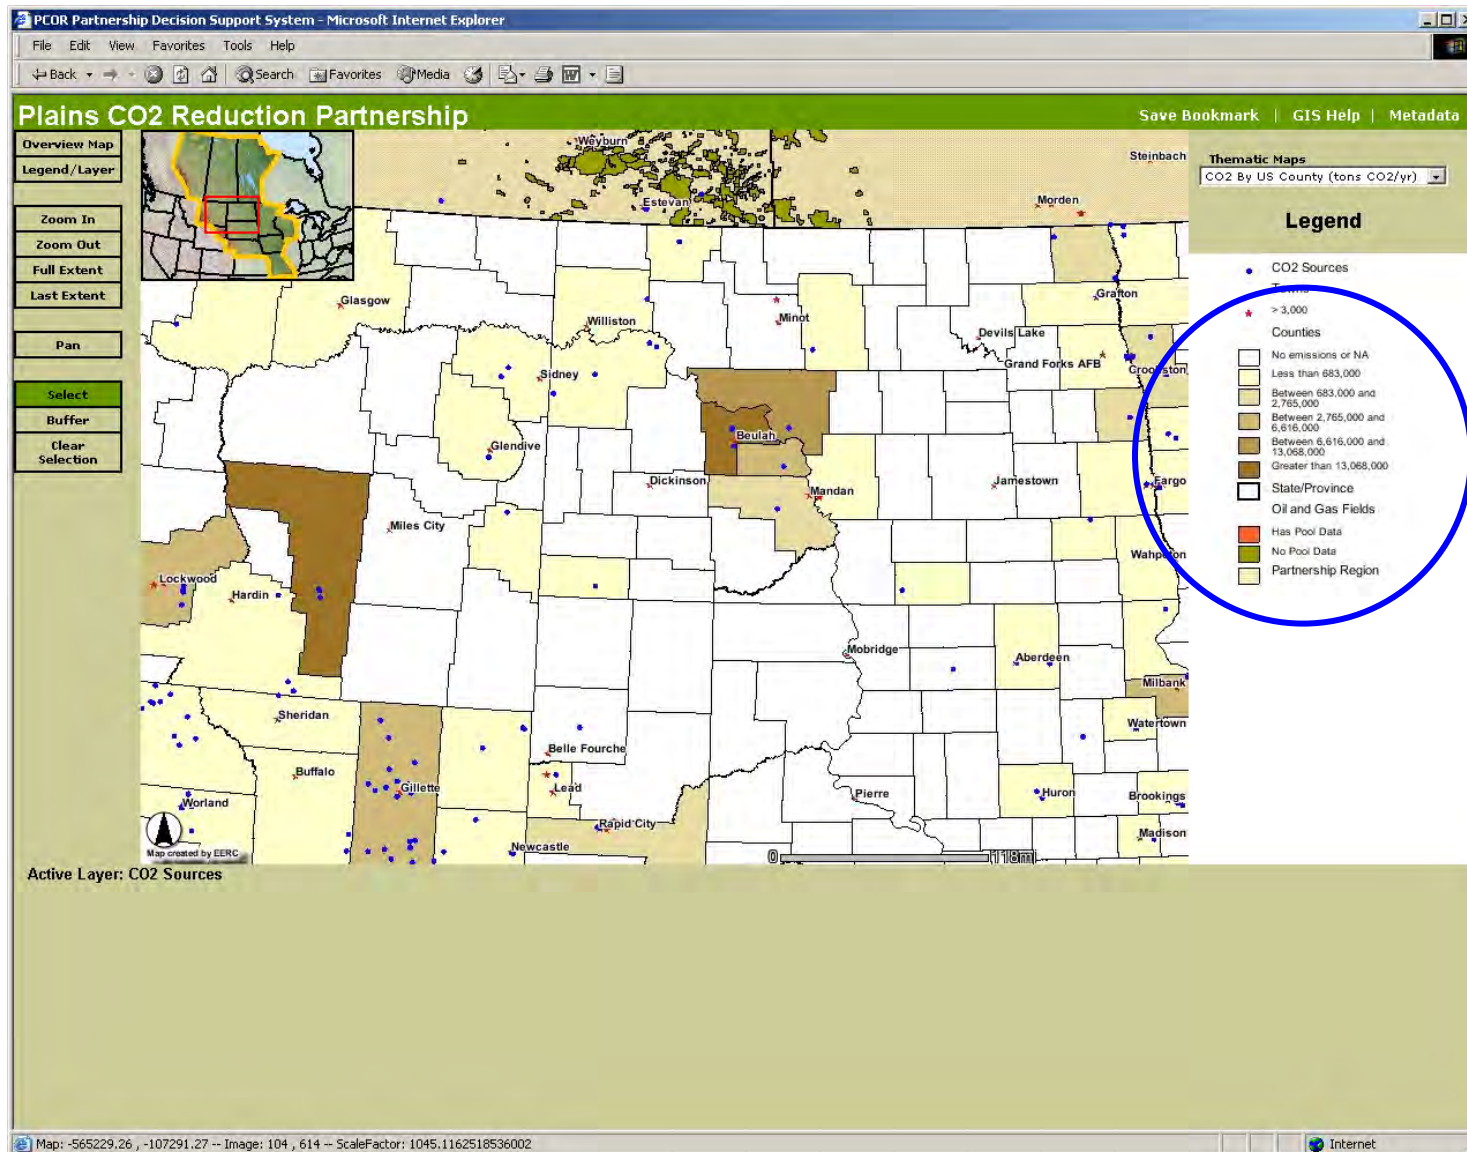 PCOR Partnership Decision Support System - Microsoft Internet Explorer
File Edit View Favorites Tools Help
Back Search Favorites Media
Plains CO2 Reduction Partnership
Save Bookmark | GIS Help | Metadata
Overview Map
Legend/Layer
Zoom In
Zoom Out
Full Extent
Last Extent
Pan
Select
Buffer
Clear
Selection
Weyburn
Steinbach
Estevan
Morden
Glasgow
Grafton
Williston
Minot
Devils Lake
Grand Forks AFB
Crookston
Sidney
Beulah
Glendive
Dickinson
Mandan
Jamestown
Fargo
Miles City
Wahpeton
Lockwood
Hardin
Mobridge
Aberdeen
Milbank
Sheridan
Watertown
Belle Fourche
Buffalo
Gillette
Lead
Pierre
Huron
Brookings
Worland
Rapid City
Madison
Newcastle
Map created by EERC
0 118mi
Thematic Maps
CO2 By US County (tons CO2/yr)
Legend
CO2 Sources
Towns
> 3,000
Counties
No emissions or NA
Less than 683,000
Between 683,000 and
2,765,000
Between 2,765,000 and
6,616,000
Between 6,616,000 and
13,068,000
Greater than 13,068,000
State/Province
Oil and Gas Fields
Has Pool Data
No Pool Data
Partnership Region
Active Layer: CO2 Sources
Map: -565229.26 , -107291.27 -- Image: 104 , 614 -- ScaleFactor: 1045.1162518536002
Internet